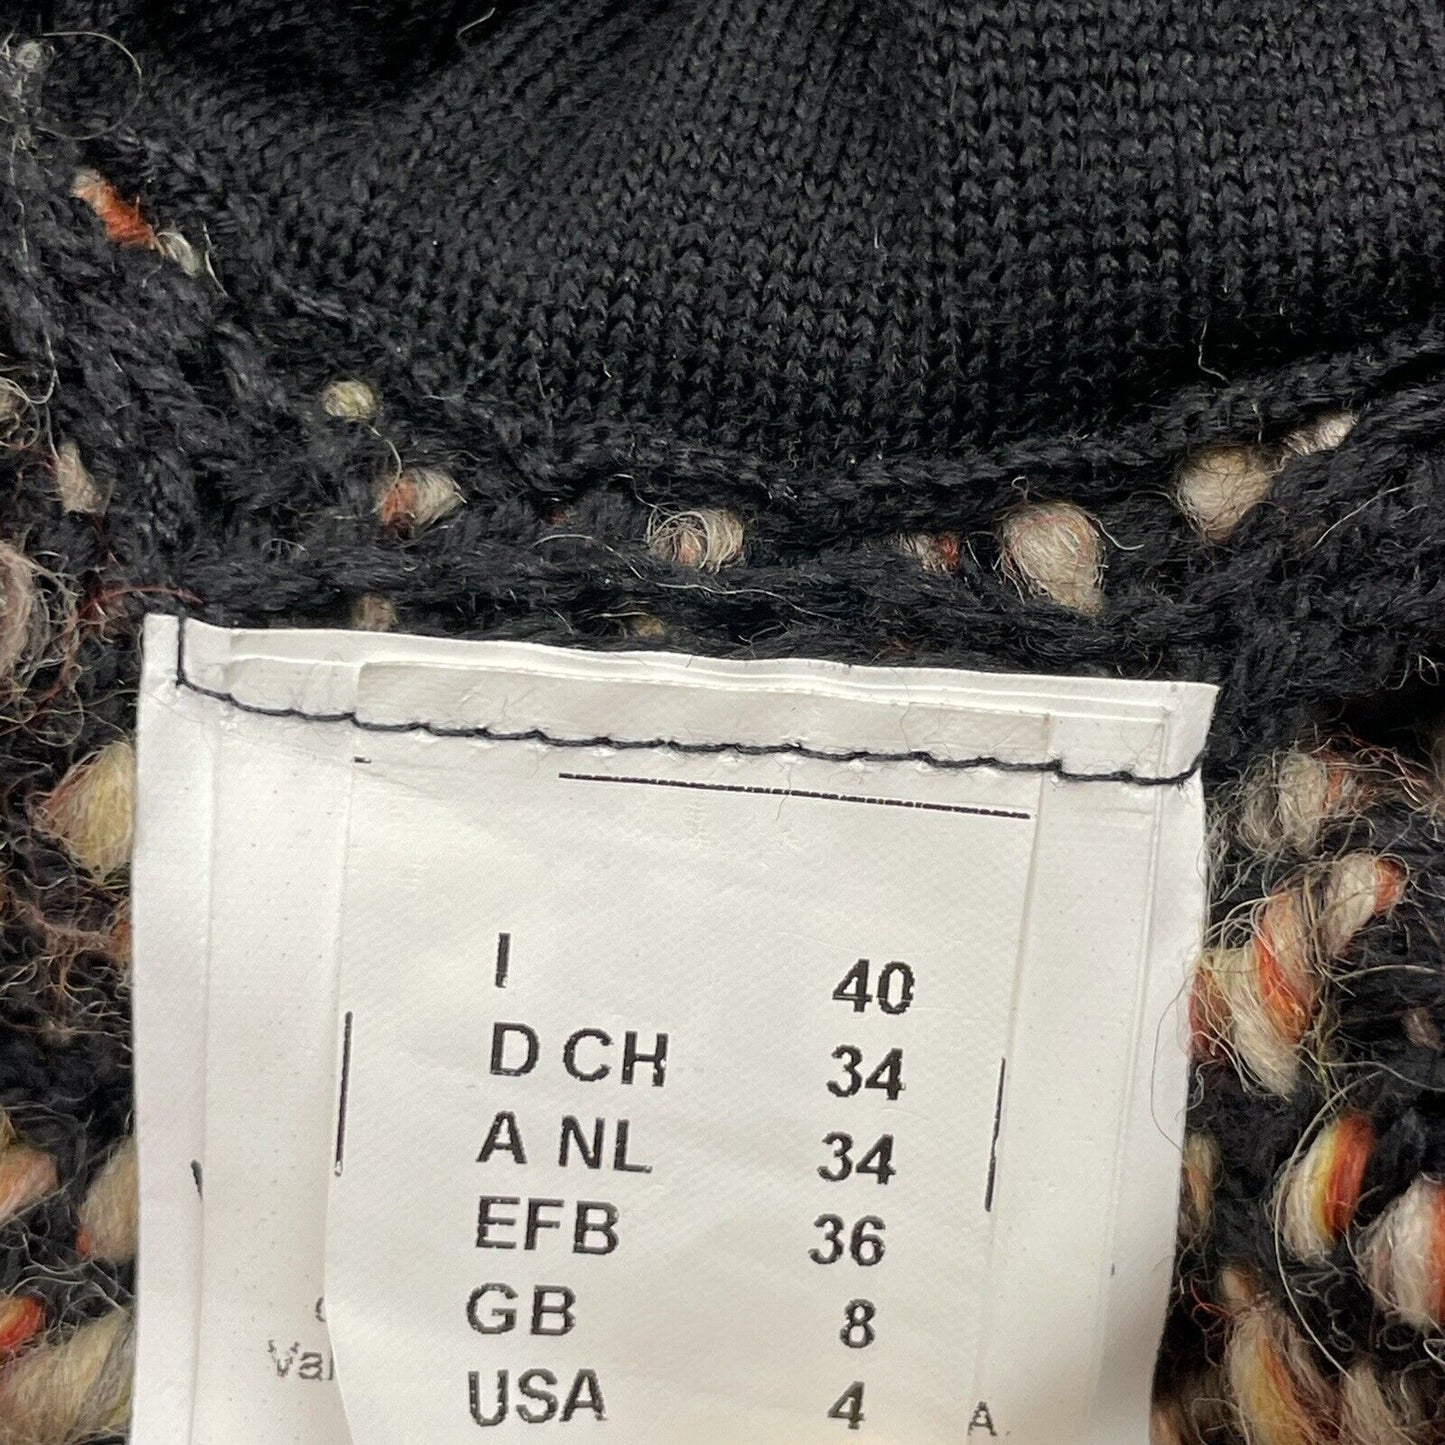 I 40
D CH 34
A NL 34
EFB 36
GB 8
USA 4
A